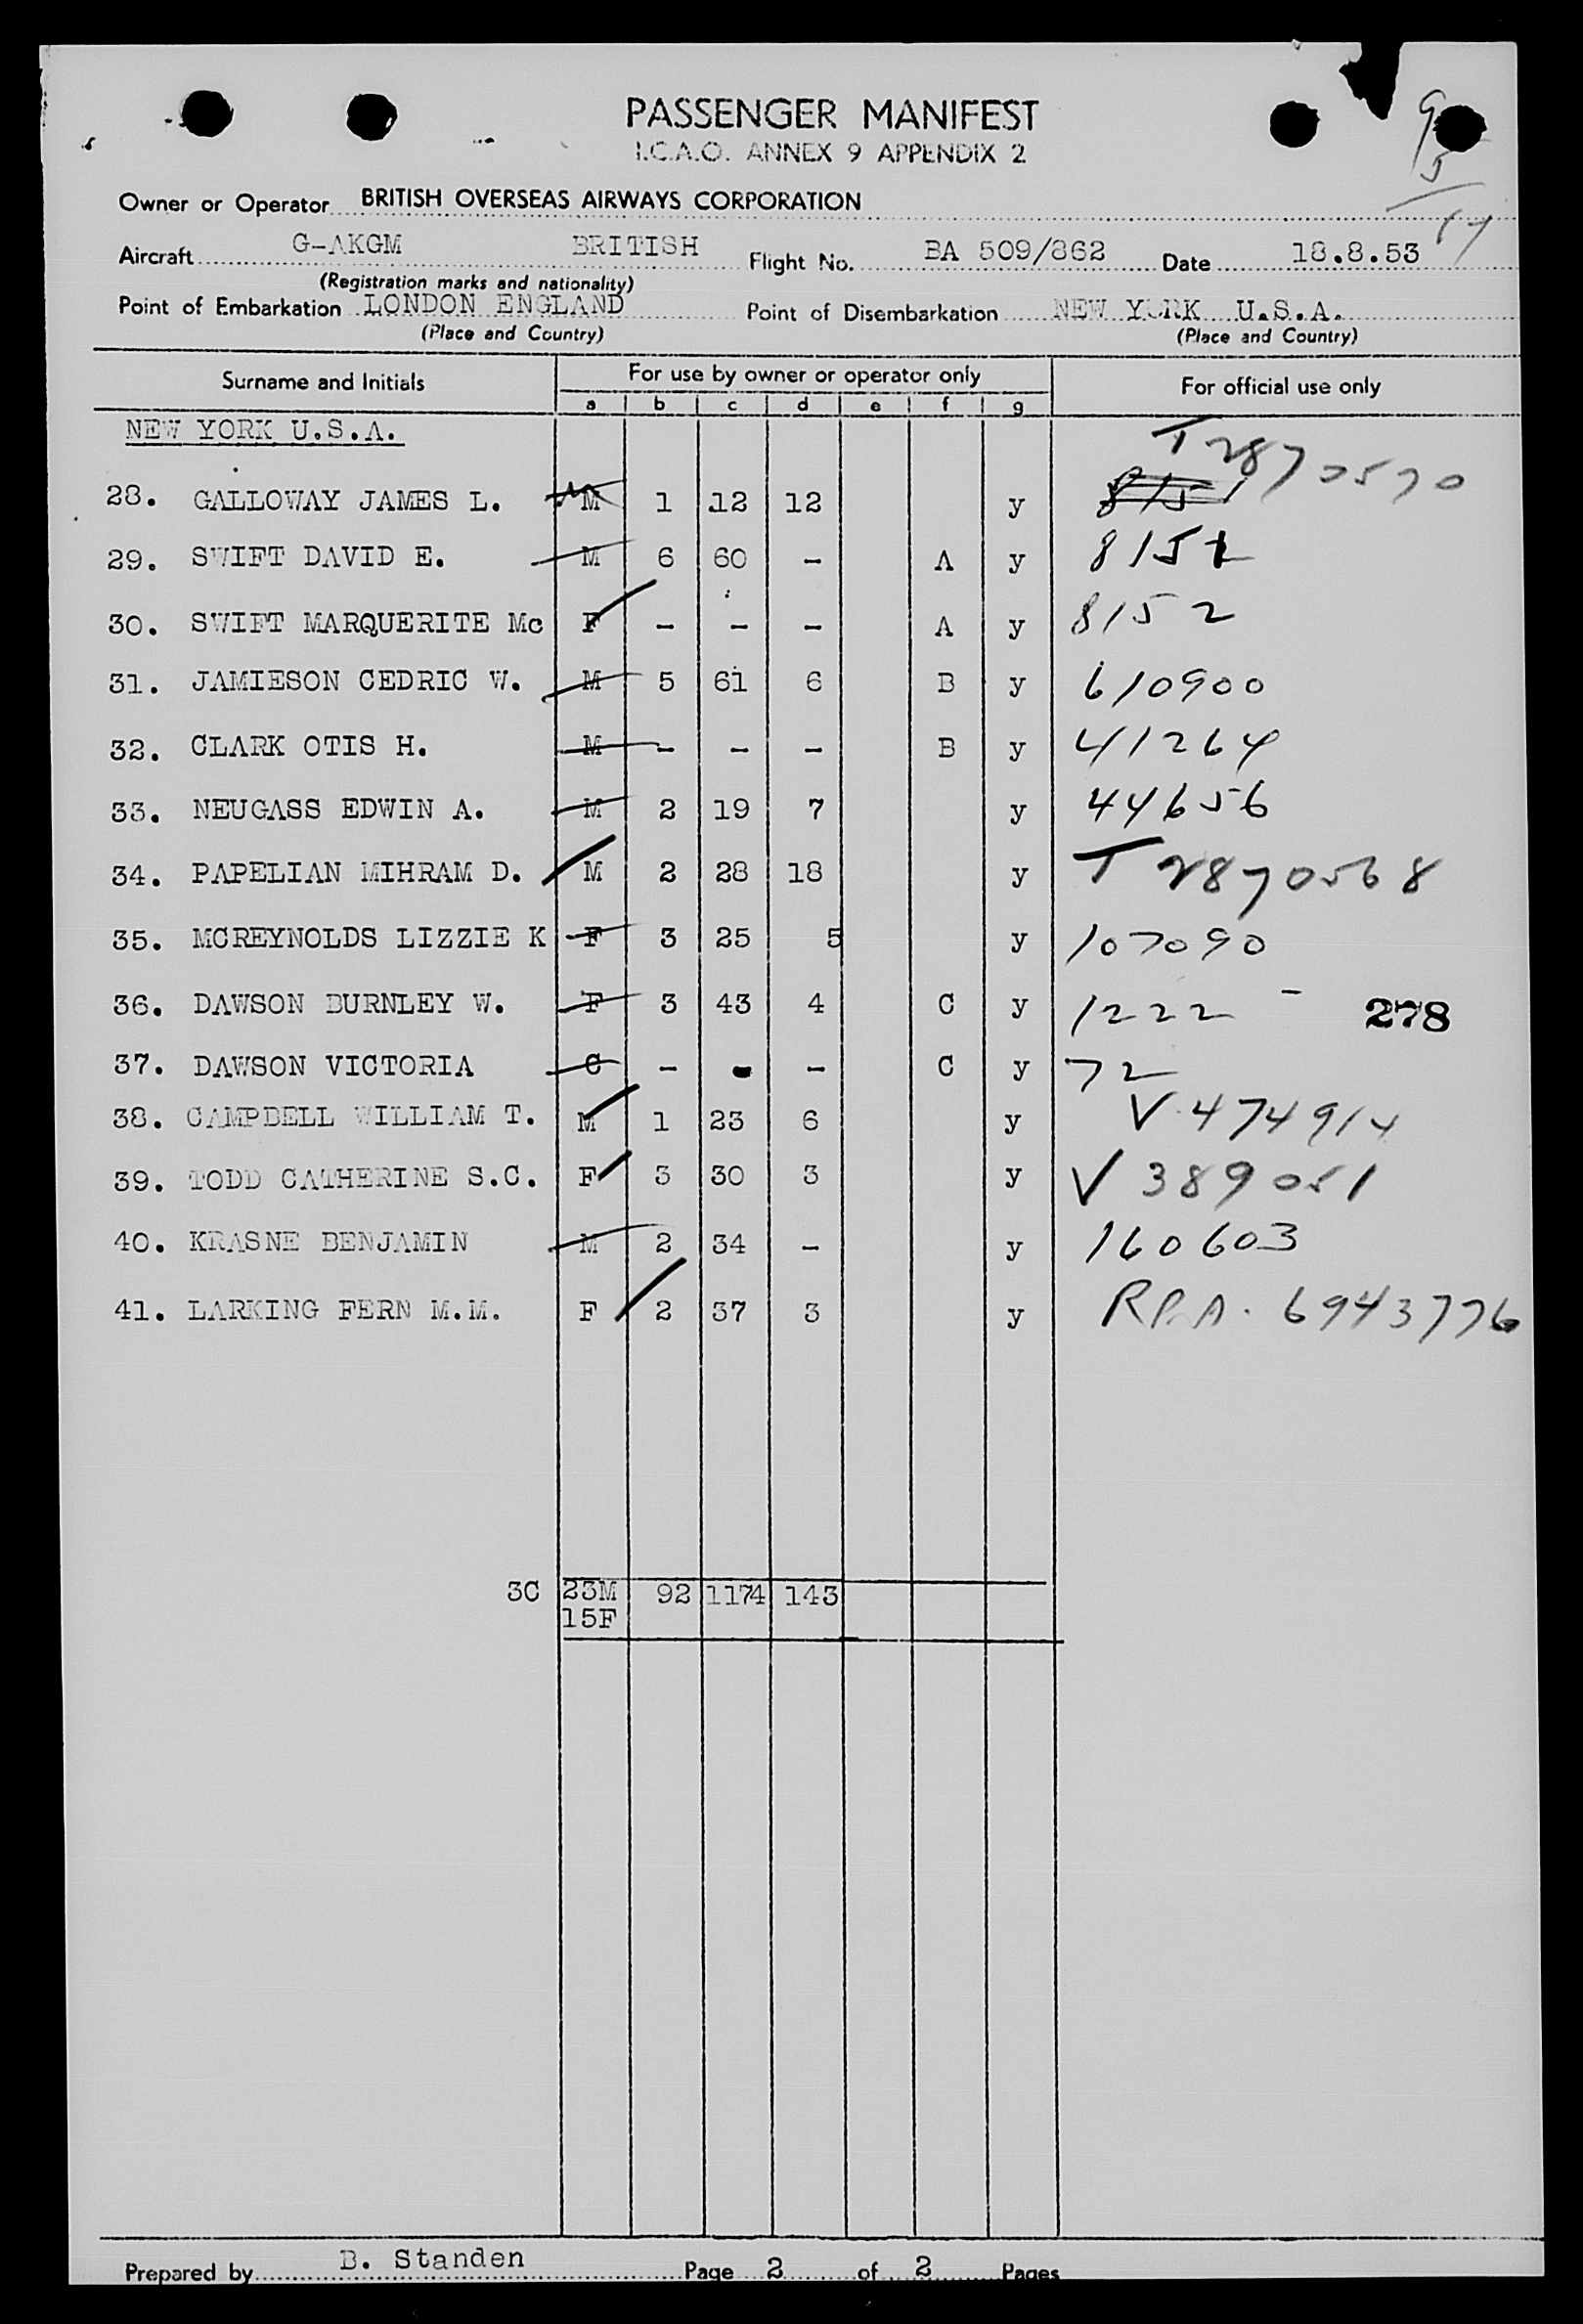 PASSENGER MANIFEST
I.C.A.O. ANNEX 9 APPENDIX 2
9
5
17
Owner or Operator BRITISH OVERSEAS AIRWAYS CORPORATION
Aircraft G-AKGM BRITISH Flight No. BA 509/862 Date 18.8.53
(Registration marks and nationality)
Point of Embarkation LONDON ENGLAND Point of Disembarkation NEW YORK U.S.A.
(Place and Country) (Place and Country)
Surname and Initials For use by owner or operator only For official use only
a b c d e f g
NEW YORK U.S.A.
T2870570
28. GALLOWAY JAMES L. M 1 12 12 y 8151
29. SWIFT DAVID E. M 6 60 - A y 8151
30. SWIFT MARQUERITE Mc F - - - A y 8152
31. JAMIESON CEDRIC W. M 5 61 6 B y 610900
32. CLARK OTIS H. M - - - B y 41264
33. NEUGASS EDWIN A. M 2 19 7 y 44656
34. PAPELIAN MIHRAM D. M 2 28 18 y T 2870568
35. MCREYNOLDS LIZZIE K F 3 25 5 y 107090
36. DAWSON BURNLEY W. F 3 43 4 C y 1222 - 278
37. DAWSON VICTORIA C - - - C y 72
38. CAMPBELL WILLIAM T. M 1 23 6 y V.474914
39. TODD CATHERINE S.C. F 3 30 3 y V 389051
40. KRASNE BENJAMIN M 2 34 - y 160603
41. LARKING FERN M.M. F 2 37 3 y RPA. 6943776
3C 23M 92 1174 143
15F
Prepared by B. Standen Page 2 of 2 Pages